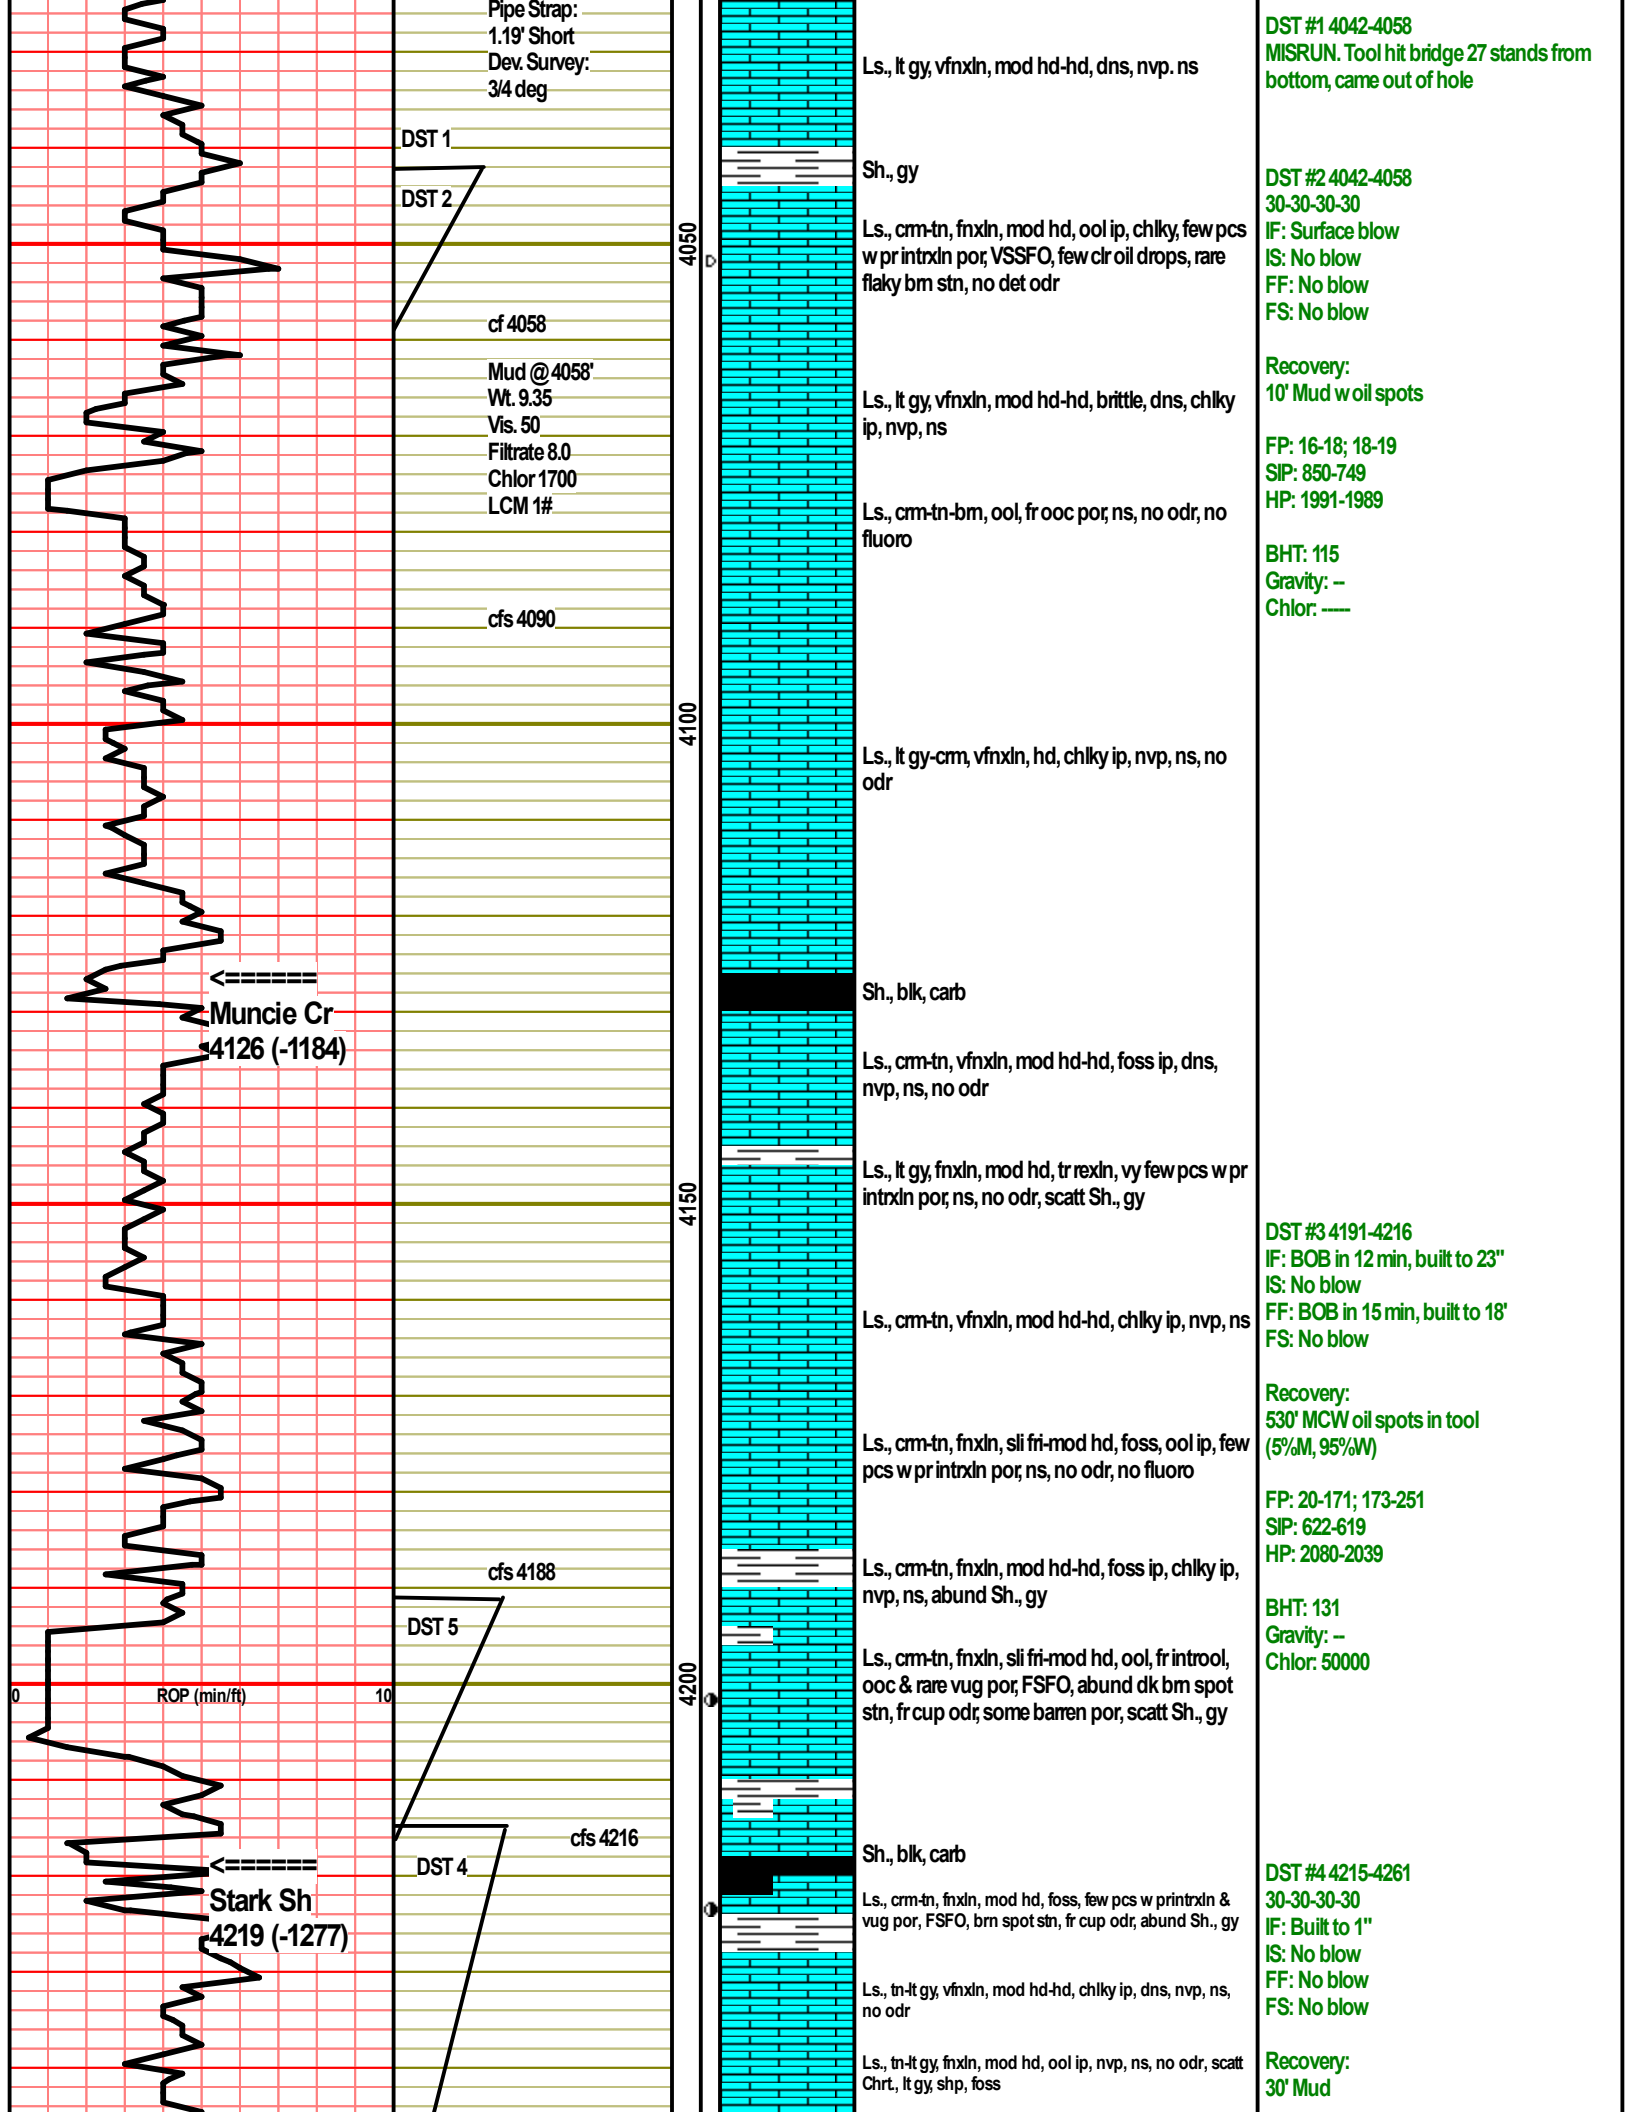 Pipe Strap:
1.19' Short
Dev. Survey:
3/4 deg
DST 1
DST 2
cf 4058
Mud @ 4058'
Wt. 9.35
Vis. 50
Filtrate 8.0
Chlor 1700
LCM 1#
cfs 4090
<======
Muncie Cr
4126 (-1184)
cfs 4188
DST 5
0
ROP (min/ft)
10
cfs 4216
DST 4
<======
Stark Sh
4219 (-1277)
4050
4100
4150
4200
Ls., lt gy, vfnxln, mod hd-hd, dns, nvp. ns
Sh., gy
Ls., crm-tn, fnxln, mod hd, ool ip, chlky, few pcs
w pr intrxln por, VSSFO, few clr oil drops, rare
flaky brn stn, no det odr
Ls., lt gy, vfnxln, mod hd-hd, brittle, dns, chlky
ip, nvp, ns
Ls., crm-tn-brn, ool, fr ooc por, ns, no odr, no
fluoro
Ls., lt gy-crm, vfnxln, hd, chlky ip, nvp, ns, no
odr
Sh., blk, carb
Ls., crm-tn, vfnxln, mod hd-hd, foss ip, dns,
nvp, ns, no odr
Ls., lt gy, fnxln, mod hd, tr rexln, vy few pcs w pr
intrxln por, ns, no odr, scatt Sh., gy
Ls., crm-tn, vfnxln, mod hd-hd, chlky ip, nvp, ns
Ls., crm-tn, fnxln, sli fri-mod hd, foss, ool ip, few
pcs w pr intrxln por, ns, no odr, no fluoro
Ls., crm-tn, fnxln, mod hd-hd, foss ip, chlky ip,
nvp, ns, abund Sh., gy
Ls., crm-tn, fnxln, sli fri-mod hd, ool, fr introol,
ooc & rare vug por, FSFO, abund dk brn spot
stn, fr cup odr, some barren por, scatt Sh., gy
Sh., blk, carb
Ls., crm-tn, fnxln, mod hd, foss, few pcs w printrxln &
vug por, FSFO, brn spot stn, fr cup odr, abund Sh., gy
Ls., tn-lt gy, vfnxln, mod hd-hd, chlky ip, dns, nvp, ns,
no odr
Ls., tn-lt gy, fnxln, mod hd, ool ip, nvp, ns, no odr, scatt
Chrt., lt gy, shp, foss
DST #1 4042-4058
MISRUN. Tool hit bridge 27 stands from
bottom, came out of hole
DST #2 4042-4058
30-30-30-30
IF: Surface blow
IS: No blow
FF: No blow
FS: No blow
Recovery:
10' Mud w oil spots
FP: 16-18; 18-19
SIP: 850-749
HP: 1991-1989
BHT: 115
Gravity: --
Chlor: -----
DST #3 4191-4216
IF: BOB in 12 min, built to 23"
IS: No blow
FF: BOB in 15 min, built to 18'
FS: No blow
Recovery:
530' MCW oil spots in tool
(5%M, 95%W)
FP: 20-171; 173-251
SIP: 622-619
HP: 2080-2039
BHT: 131
Gravity: --
Chlor: 50000
DST #4 4215-4261
30-30-30-30
IF: Built to 1"
IS: No blow
FF: No blow
FS: No blow
Recovery:
30' Mud